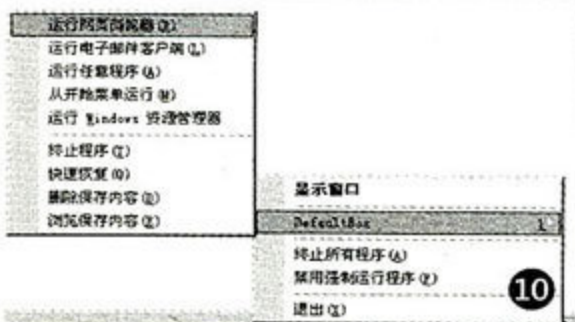 运行网页浏览器(R)
运行电子邮件客户端(L)
运行任意程序(A)
从开始菜单运行(M)
运行 Windows 资源管理器
终止程序(T)
快速恢复(Q)
删除保存内容(D)
浏览保存内容(X)
显示窗口
DefaultBox 1
终止所有程序(A)
禁用强制运行程序(P)
退出(X)
10